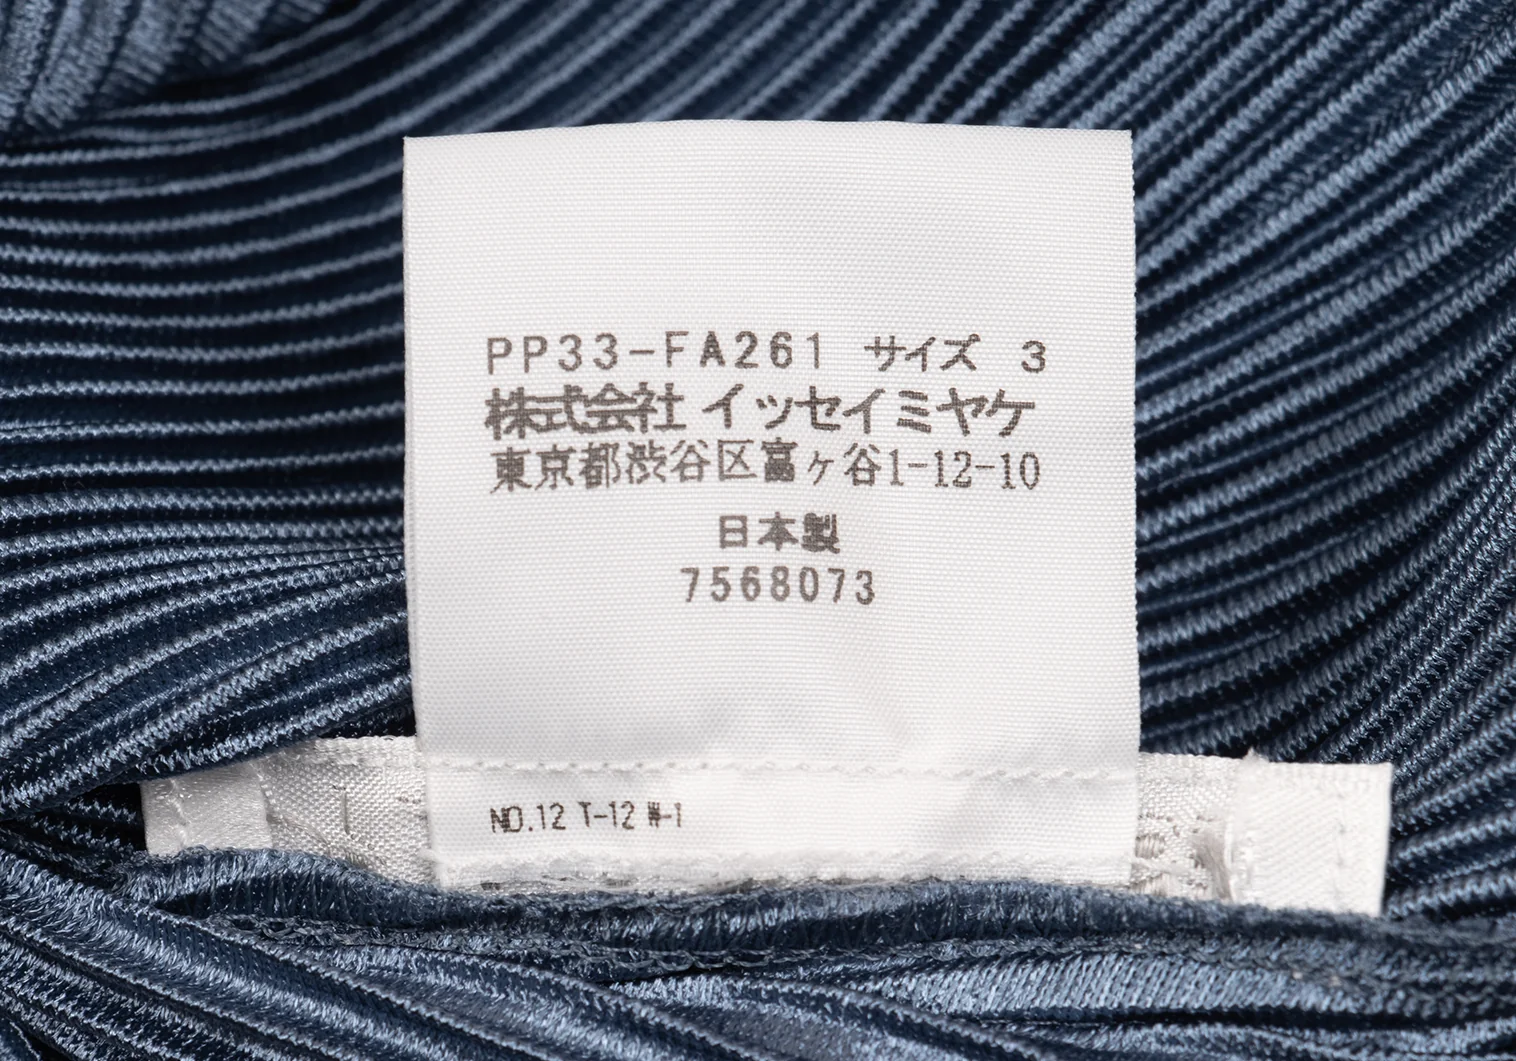 PP33-FA261 サイズ 3
株式会社 イッセイミヤケ
東京都渋谷区富ヶ谷1-12-10
日本製
7568073
NO.12 T-12 W-1